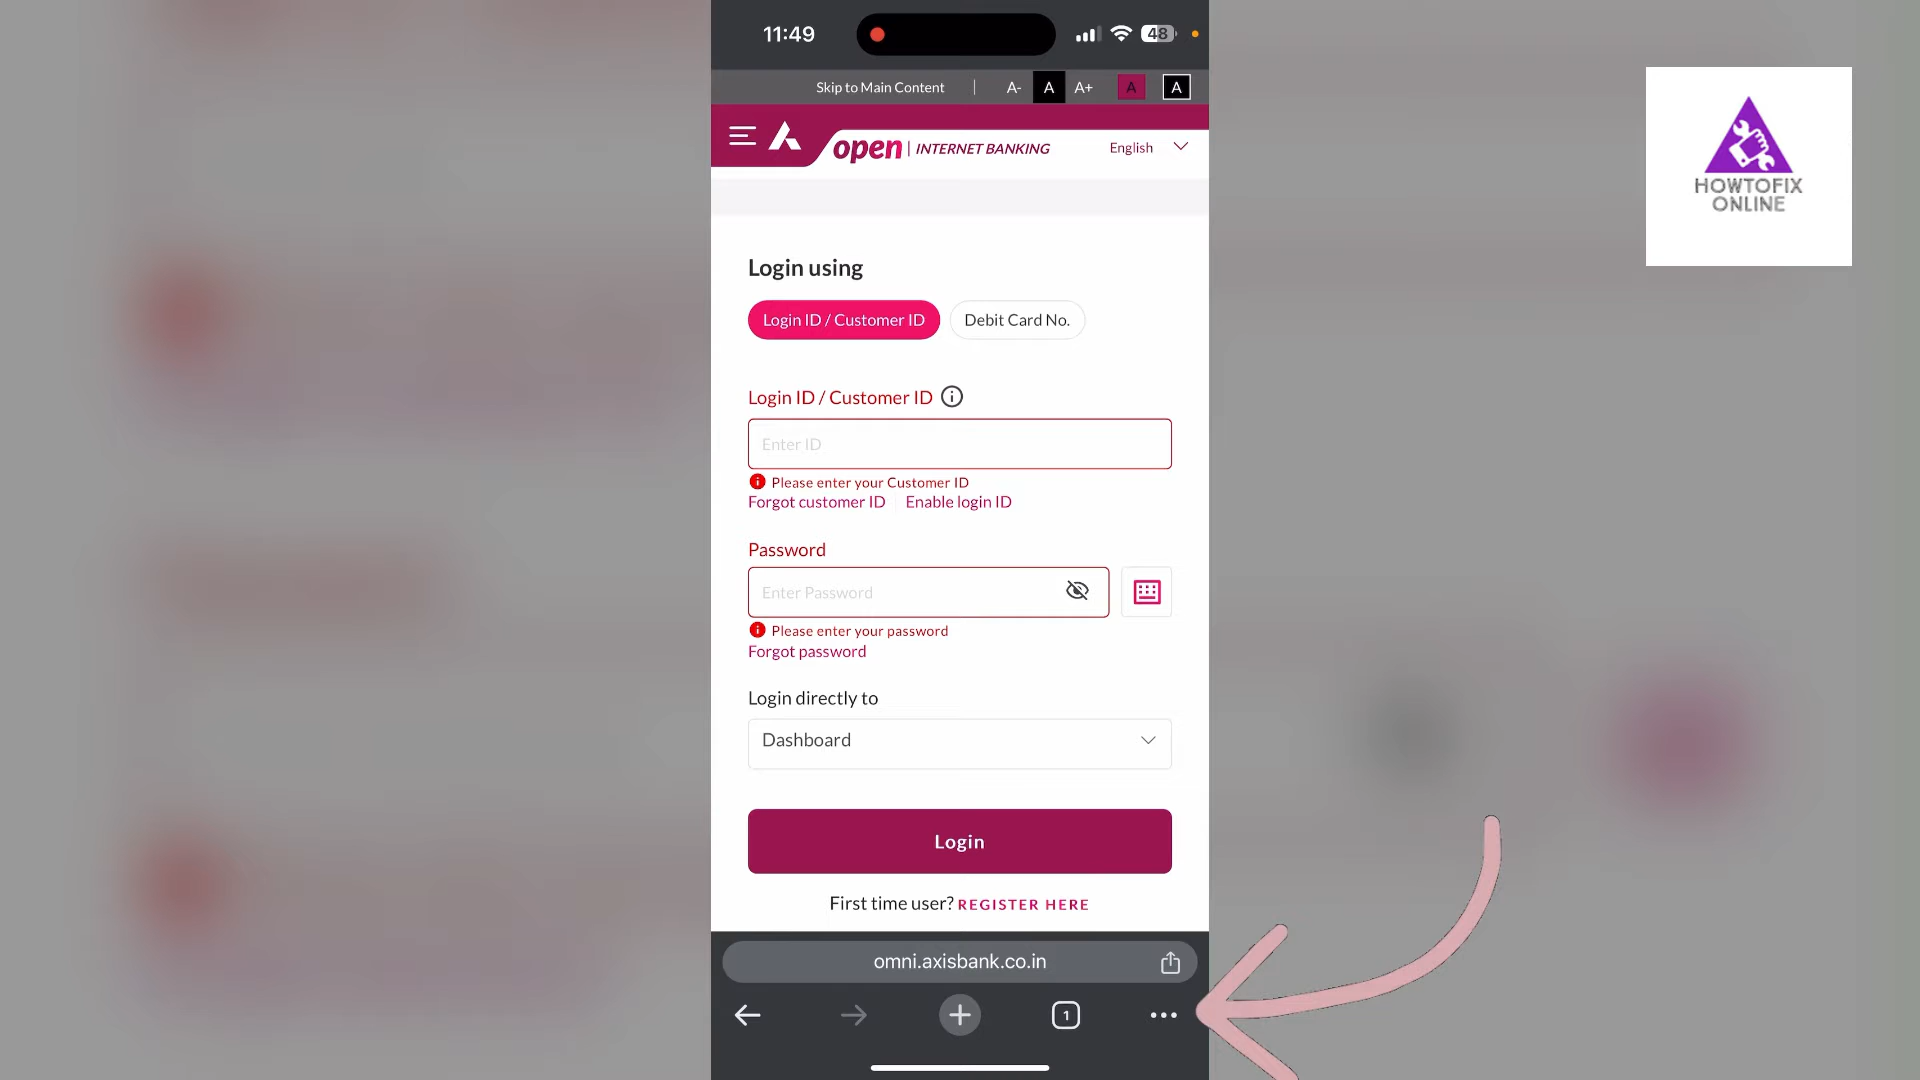 11:49
48
Skip to Main Content | A- A A+ A A
open | INTERNET BANKING English
HOWTOFIX
ONLINE
Login using
Login ID / Customer ID Debit Card No.
Login ID / Customer ID
Enter ID
Please enter your Customer ID
Forgot customer ID Enable login ID
Password
Enter Password
Please enter your password
Forgot password
Login directly to
Dashboard
Login
First time user? REGISTER HERE
omni.axisbank.co.in
1